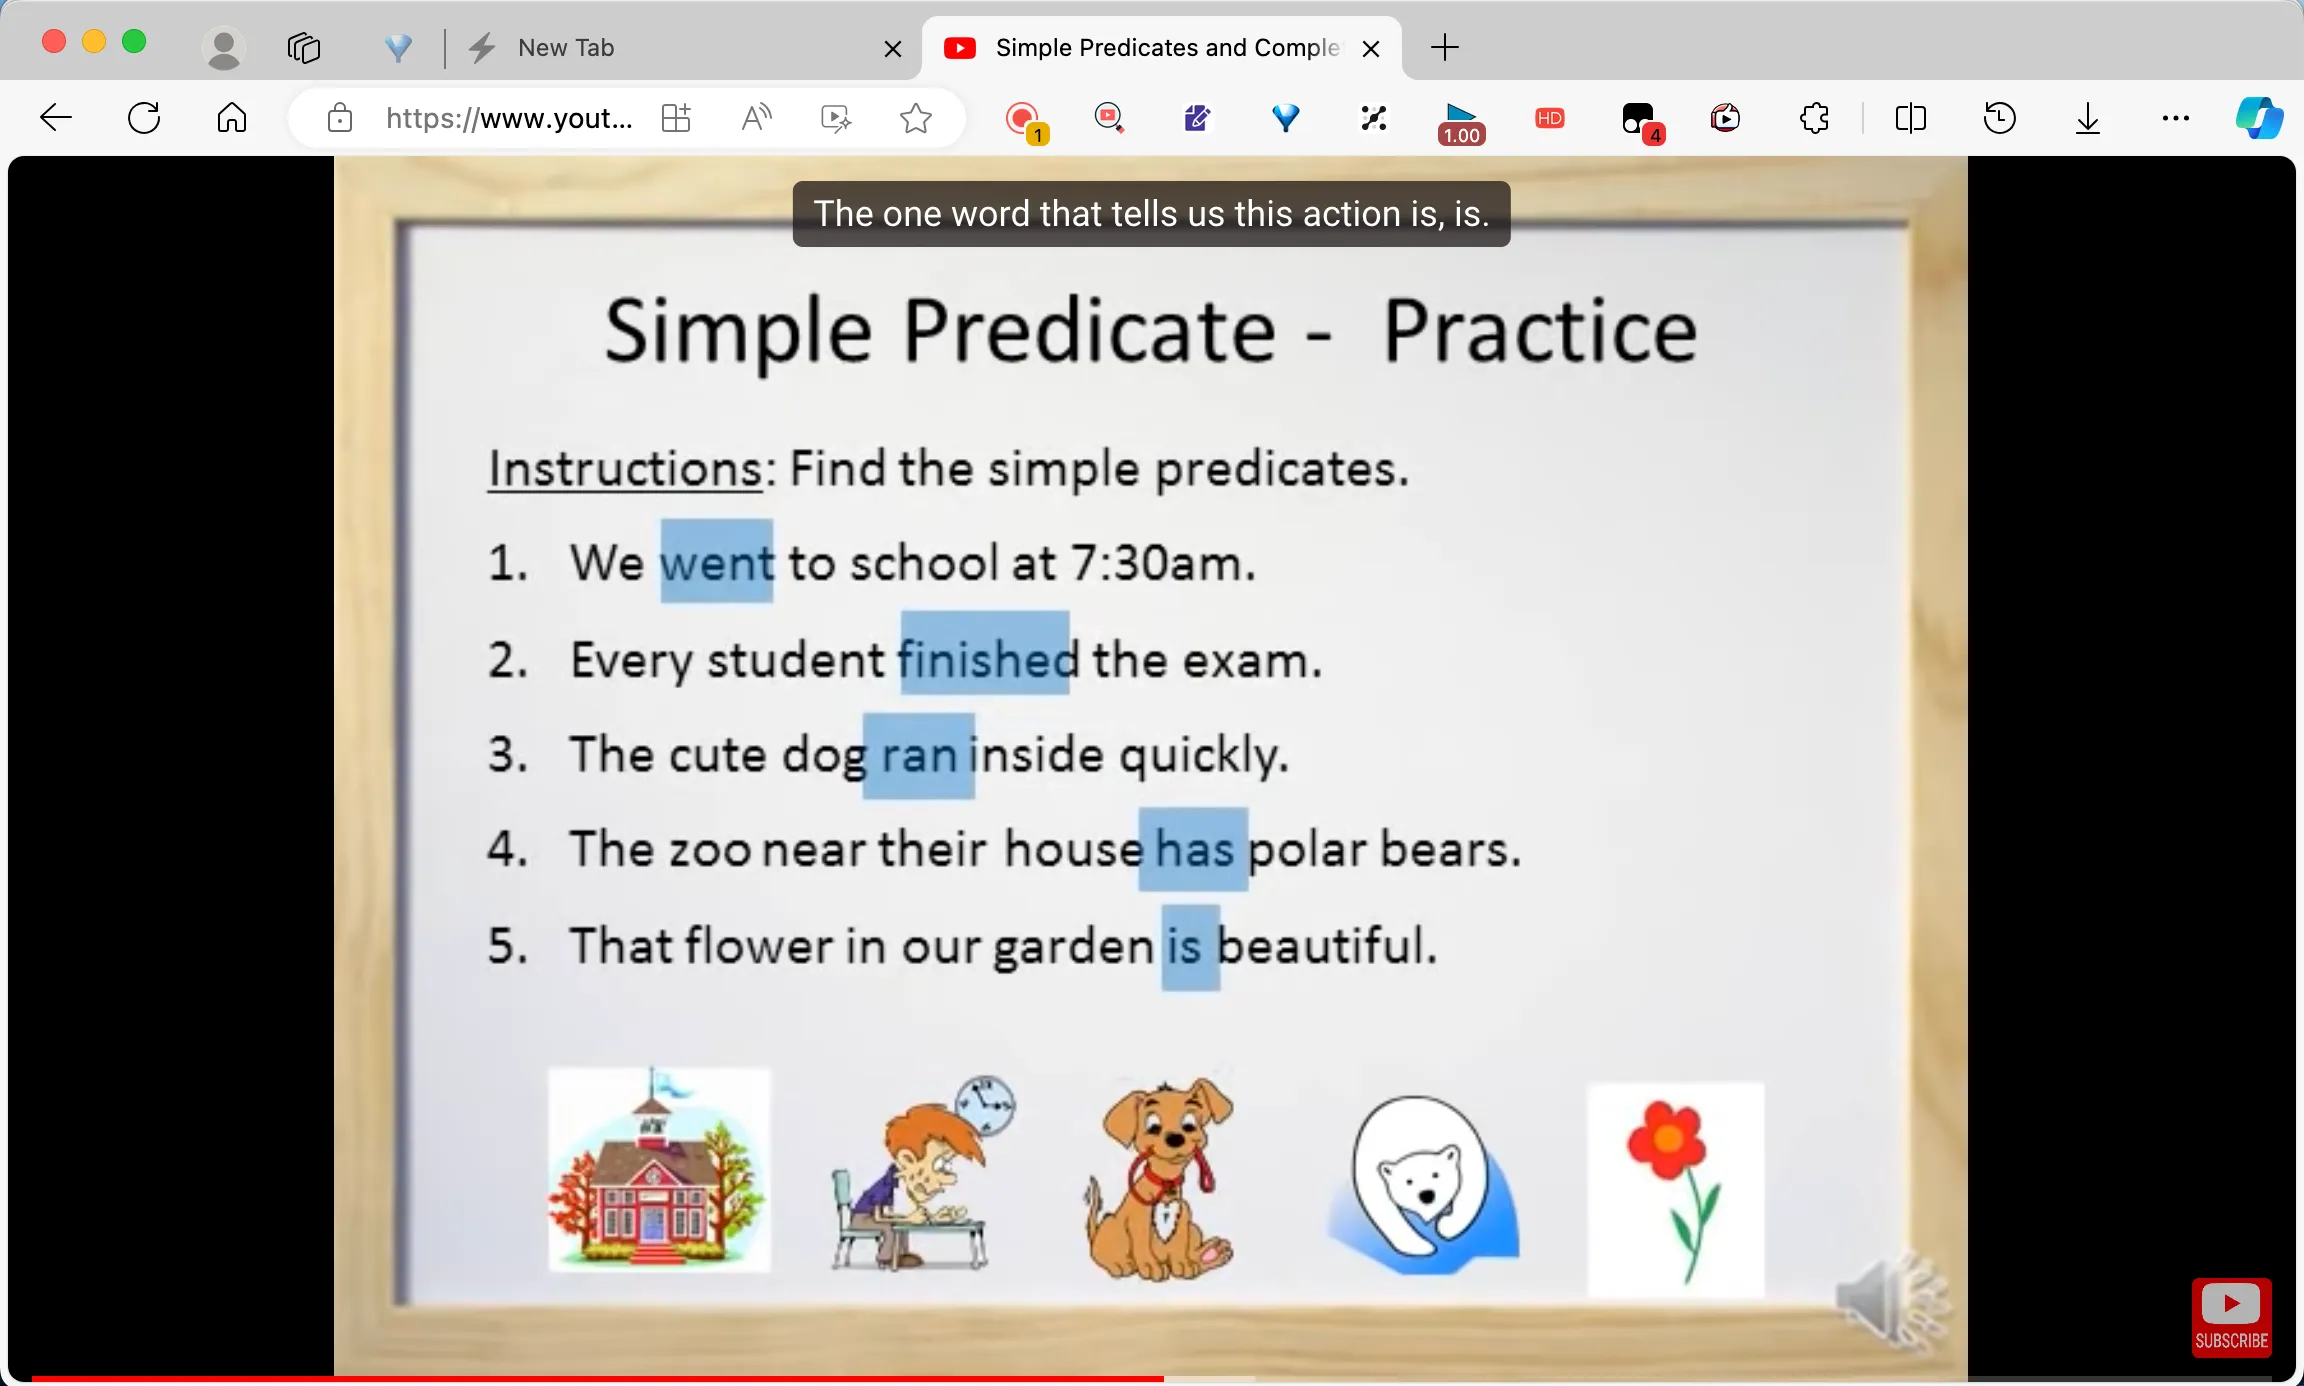 New Tab
Simple Predicates and Comple
https://www.yout...
1
1.00
HD
4
The one word that tells us this action is, is.
Simple Predicate - Practice
Instructions: Find the simple predicates.
1. We went to school at 7:30am.
2. Every student finished the exam.
3. The cute dog ran inside quickly.
4. The zoo near their house has polar bears.
5. That flower in our garden is beautiful.
SUBSCRIBE